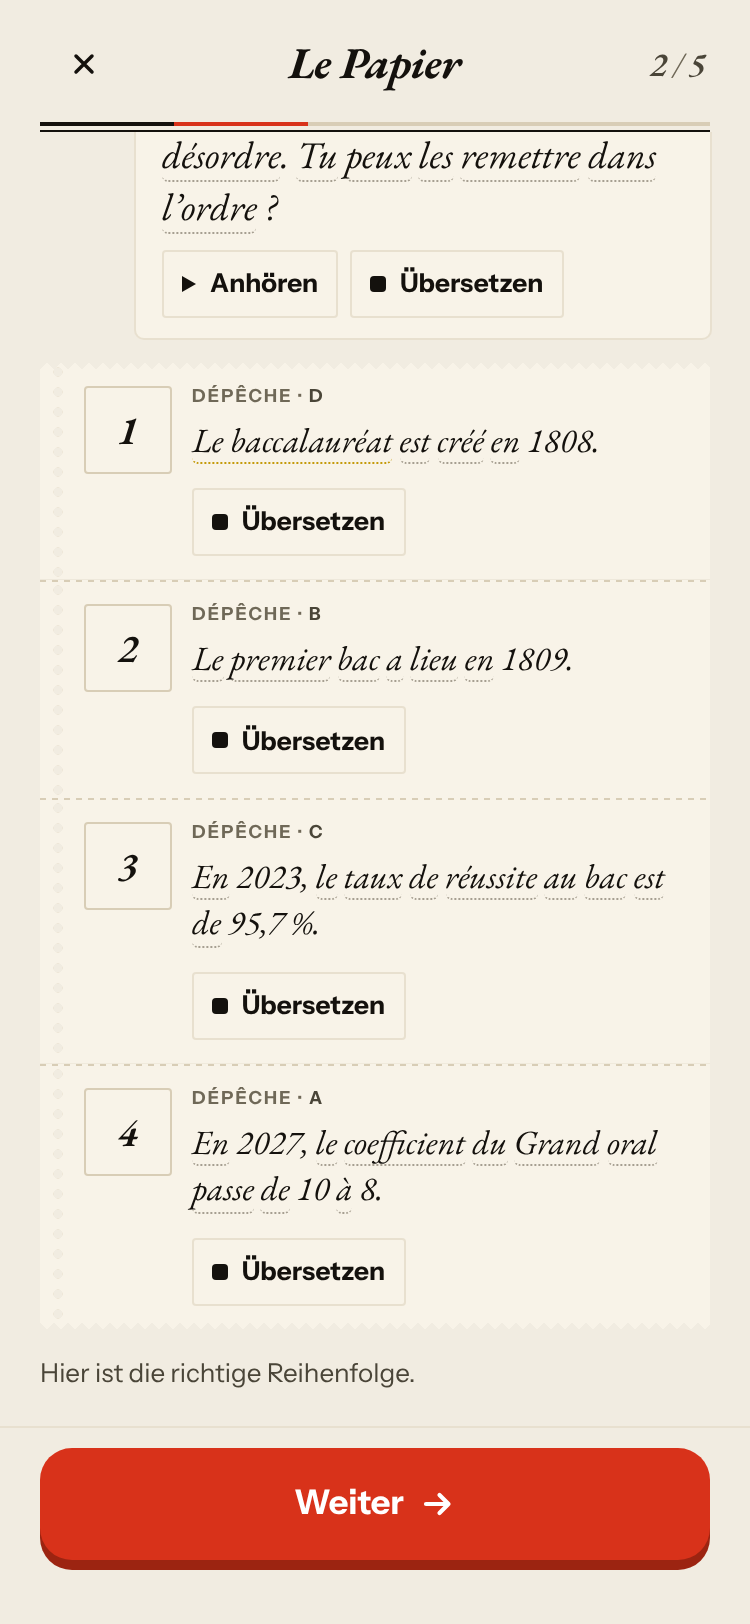 Le Papier
2/5
désordre. Tu peux les remettre dans
l’ordre ?
Anhören
Übersetzen
1
DÉPÊCHE · D
Le baccalauréat est créé en 1808.
Übersetzen
2
DÉPÊCHE · B
Le premier bac a lieu en 1809.
Übersetzen
3
DÉPÊCHE · C
En 2023, le taux de réussite au bac est
de 95,7 %.
Übersetzen
4
DÉPÊCHE · A
En 2027, le coefficient du Grand oral
passe de 10 à 8.
Übersetzen
Hier ist die richtige Reihenfolge.
Weiter →